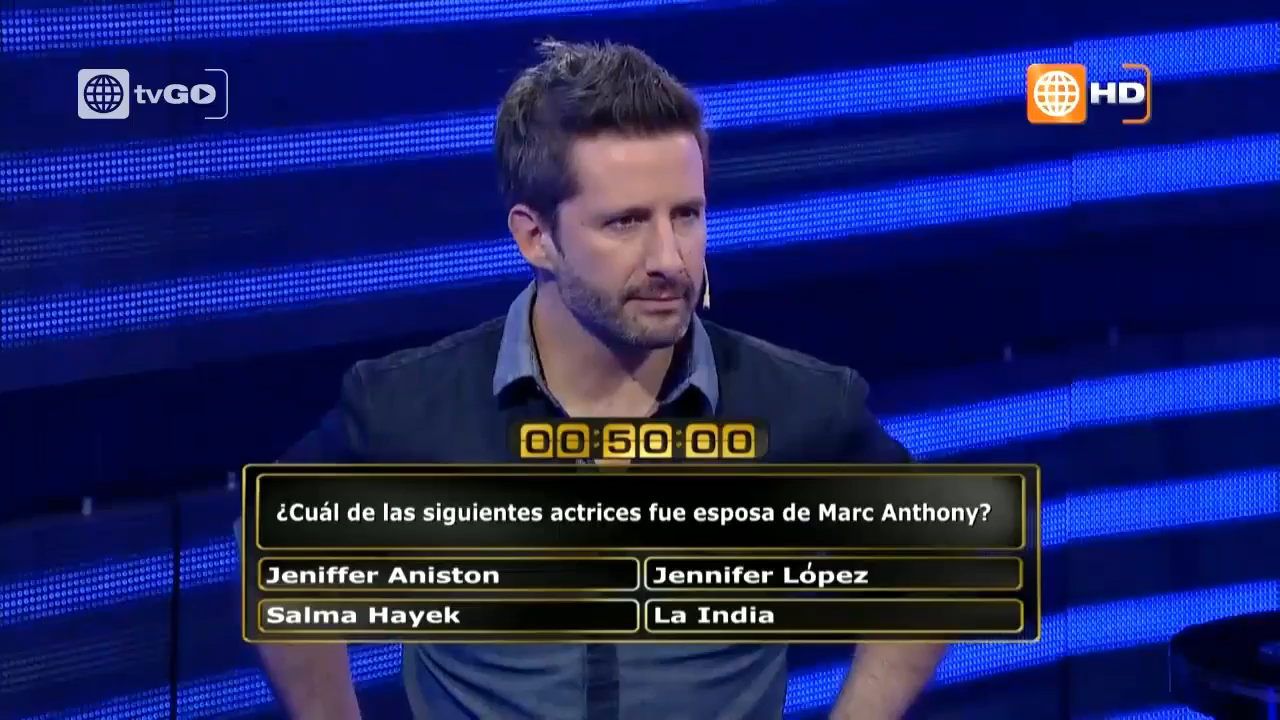 tvGO
HD
00:50:00
¿Cuál de las siguientes actrices fue esposa de Marc Anthony?
Jeniffer Aniston
Jennifer López
Salma Hayek
La India